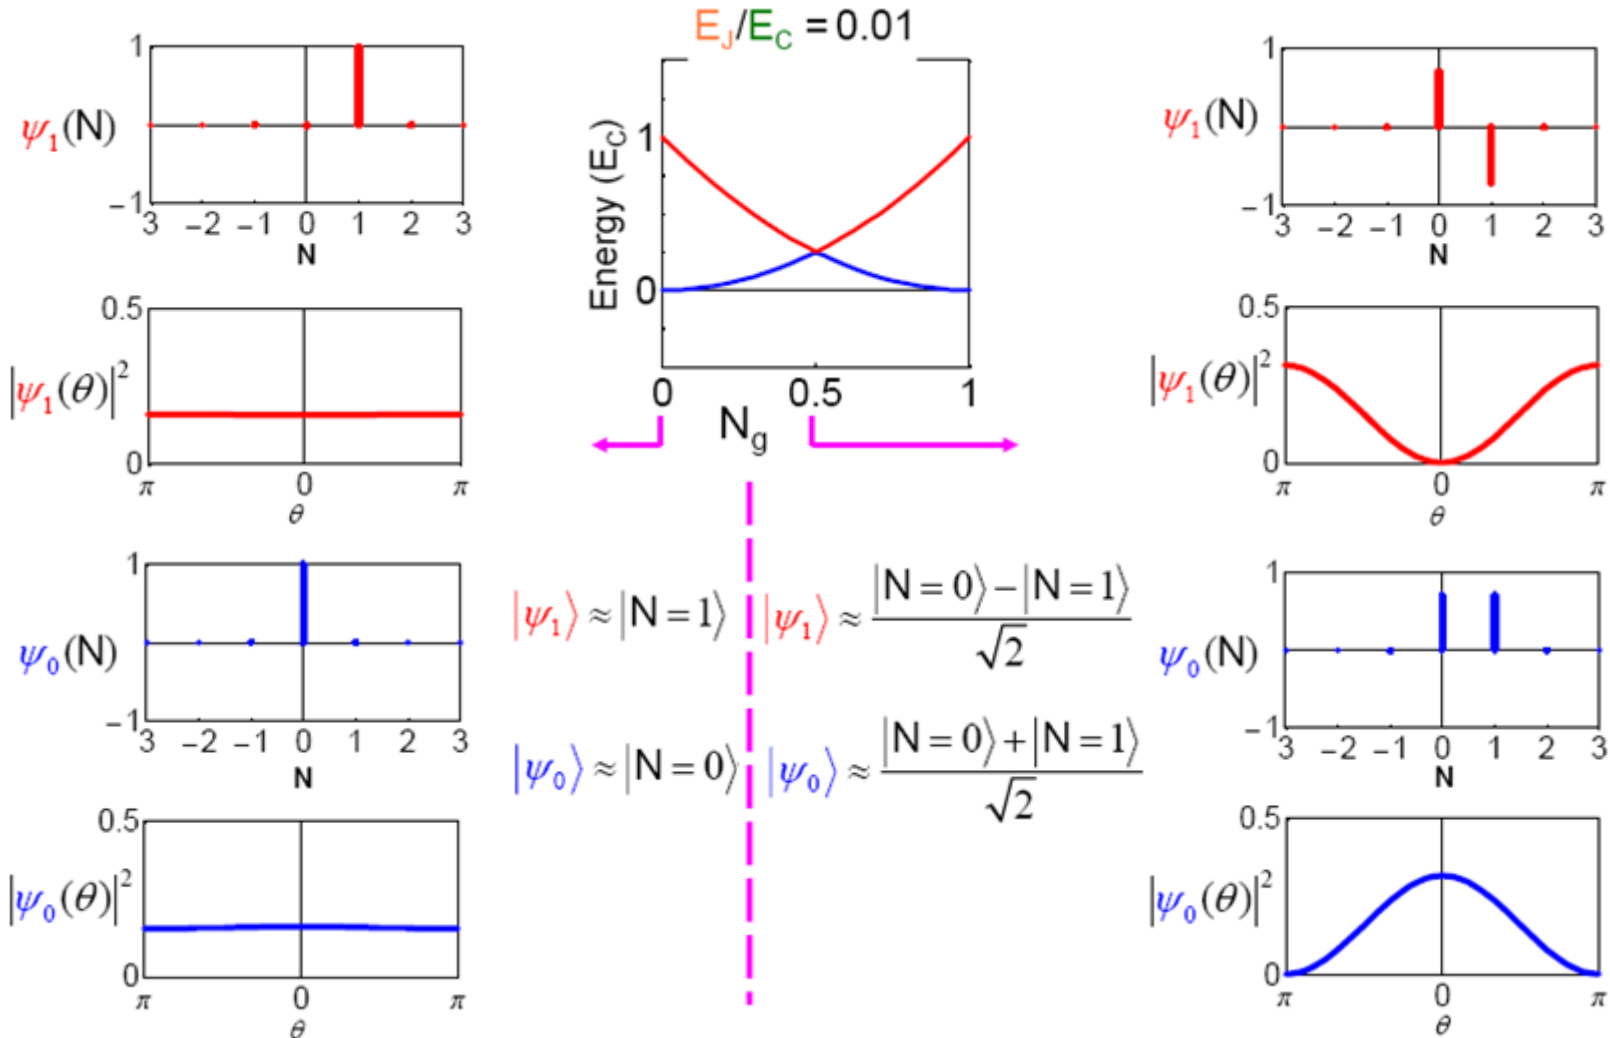 E_J/E_C = 0.01
ψ₁(N)
1
−1
3 −2 −1 0 1 2 3
N
|ψ₁(θ)|²
0.5
0
π 0 π
θ
ψ₀(N)
1
−1
3 −2 −1 0 1 2 3
N
|ψ₀(θ)|²
0.5
0
π 0 π
θ
Energy (E_C)
1
0
0 0.5 1
N_g
|ψ₁⟩ ≈ |N = 1⟩
|ψ₁⟩ ≈ (|N = 0⟩ − |N = 1⟩)/√2
|ψ₀⟩ ≈ |N = 0⟩
|ψ₀⟩ ≈ (|N = 0⟩ + |N = 1⟩)/√2
ψ₁(N)
1
−1
3 −2 −1 0 1 2 3
N
|ψ₁(θ)|²
0.5
0
π 0 π
θ
ψ₀(N)
1
−1
3 −2 −1 0 1 2 3
N
|ψ₀(θ)|²
0.5
0
π 0 π
θ